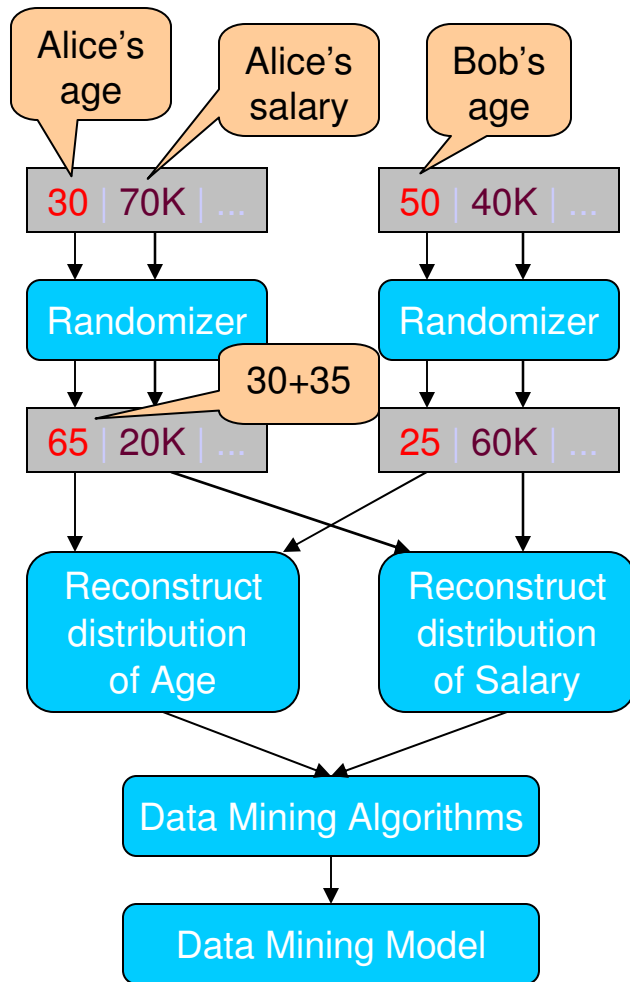 Alice's
age
Alice's
salary
Bob's
age
30 | 70K | ...
50 | 40K | ...
Randomizer
Randomizer
30+35
65 | 20K | ...
25 | 60K | ...
Reconstruct
distribution
of Age
Reconstruct
distribution
of Salary
Data Mining Algorithms
Data Mining Model